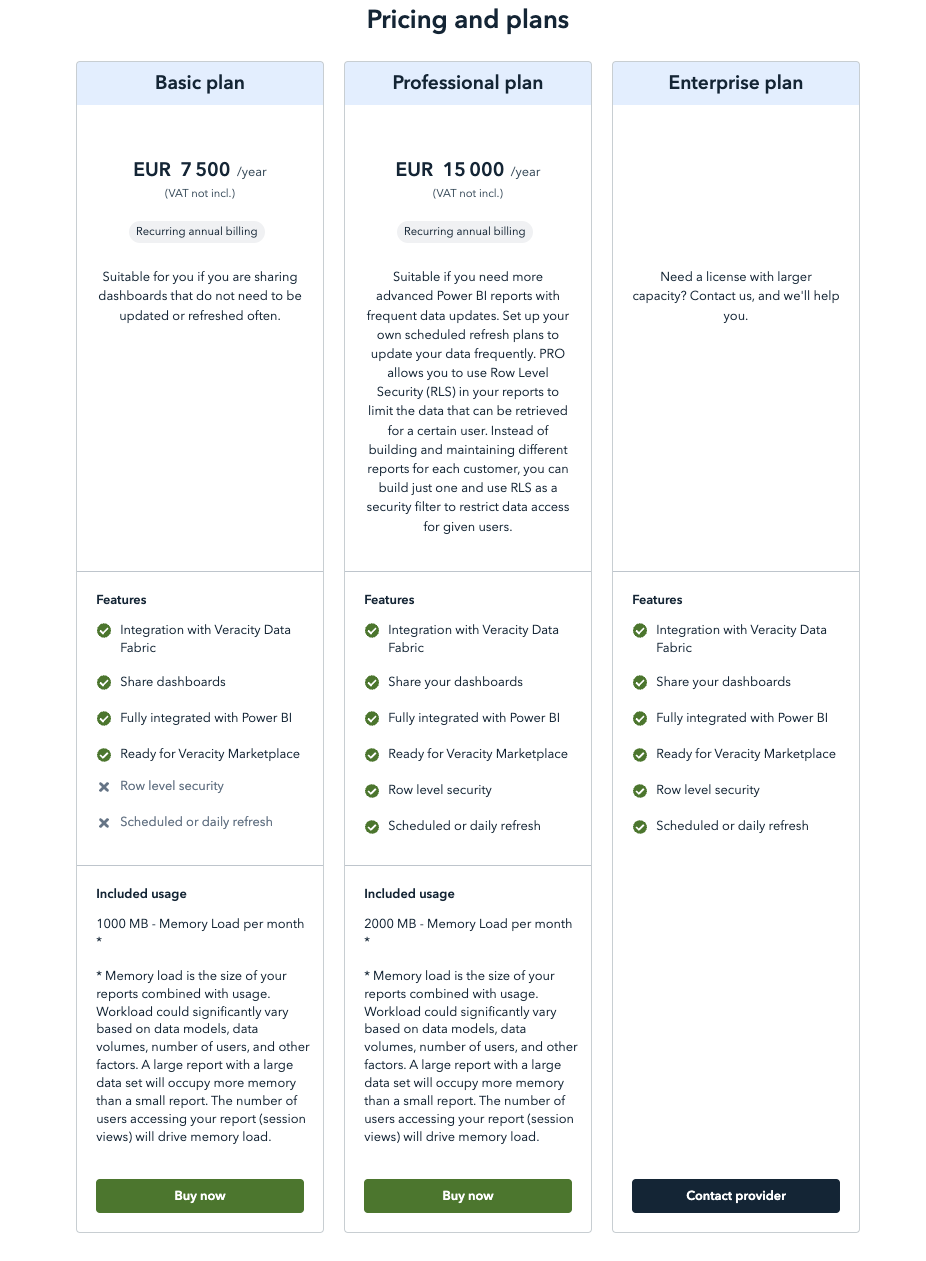 Pricing and plans
Basic plan
EUR 7 500 /year
(VAT not incl.)
Recurring annual billing
Suitable for you if you are sharing
dashboards that do not need to be
updated or refreshed often.
Features
Integration with Veracity Data
Fabric
Share dashboards
Fully integrated with Power BI
Ready for Veracity Marketplace
Row level security
Scheduled or daily refresh
Included usage
1000 MB - Memory Load per month
*
* Memory load is the size of your
reports combined with usage.
Workload could significantly vary
based on data models, data
volumes, number of users, and other
factors. A large report with a large
data set will occupy more memory
than a small report. The number of
users accessing your report (session
views) will drive memory load.
Buy now
Professional plan
EUR 15 000 /year
(VAT not incl.)
Recurring annual billing
Suitable if you need more
advanced Power BI reports with
frequent data updates. Set up your
own scheduled refresh plans to
update your data frequently. PRO
allows you to use Row Level
Security (RLS) in your reports to
limit the data that can be retrieved
for a certain user. Instead of
building and maintaining different
reports for each customer, you can
build just one and use RLS as a
security filter to restrict data access
for given users.
Features
Integration with Veracity Data
Fabric
Share your dashboards
Fully integrated with Power BI
Ready for Veracity Marketplace
Row level security
Scheduled or daily refresh
Included usage
2000 MB - Memory Load per month
*
* Memory load is the size of your
reports combined with usage.
Workload could significantly vary
based on data models, data
volumes, number of users, and other
factors. A large report with a large
data set will occupy more memory
than a small report. The number of
users accessing your report (session
views) will drive memory load.
Buy now
Enterprise plan
Need a license with larger
capacity? Contact us, and we'll help
you.
Features
Integration with Veracity Data
Fabric
Share your dashboards
Fully integrated with Power BI
Ready for Veracity Marketplace
Row level security
Scheduled or daily refresh
Contact provider